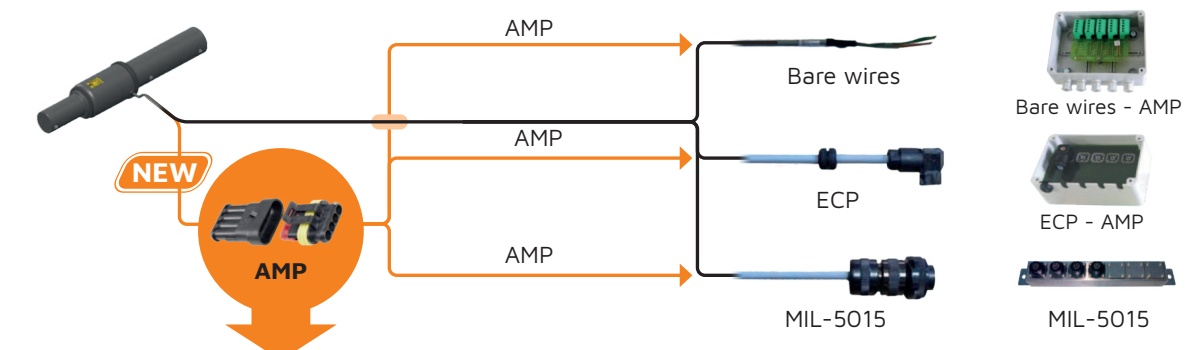 AMP
Bare wires
Bare wires - AMP
NEW
AMP
ECP
ECP - AMP
AMP
AMP
MIL-5015
MIL-5015